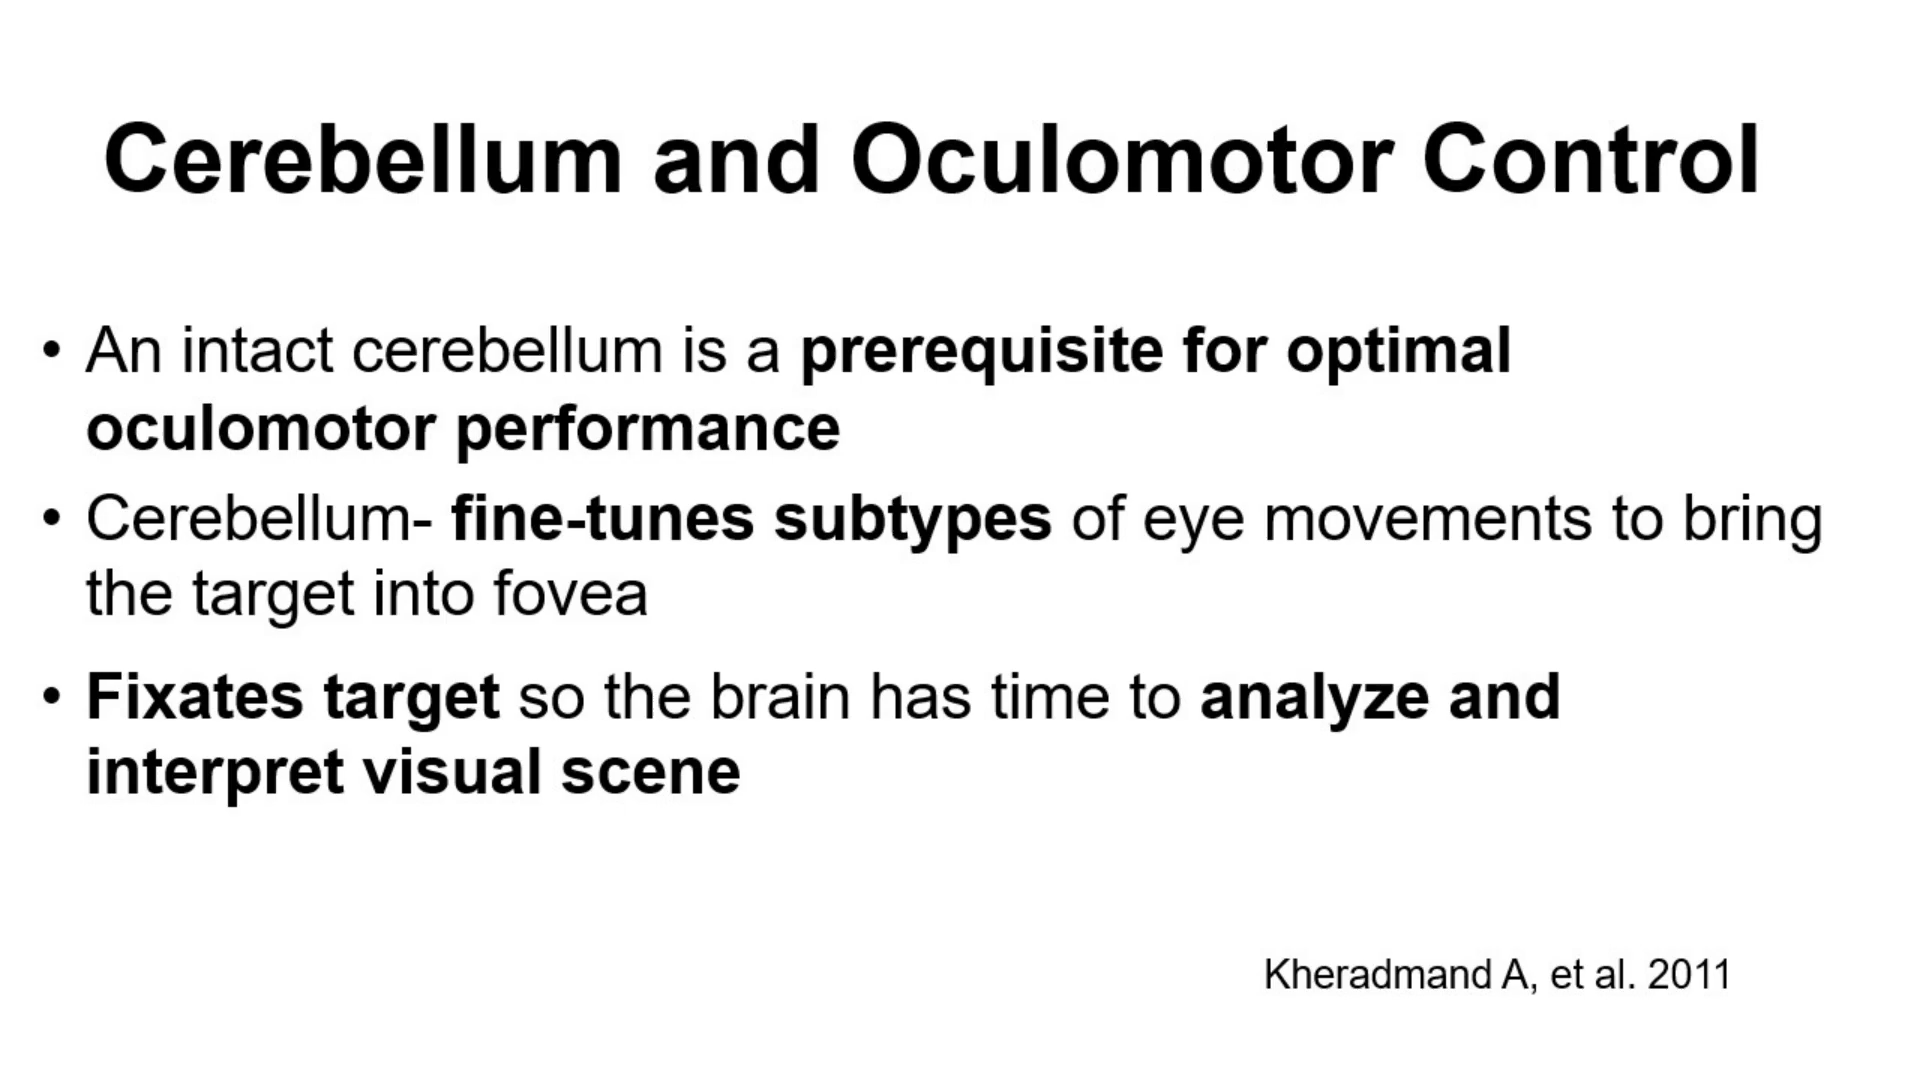 Cerebellum and Oculomotor Control
• An intact cerebellum is a prerequisite for optimal
oculomotor performance
• Cerebellum- fine-tunes subtypes of eye movements to bring
the target into fovea
• Fixates target so the brain has time to analyze and
interpret visual scene
Kheradmand A, et al. 2011